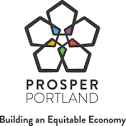 PROSPER
PORTLAND
Building an Equitable Economy